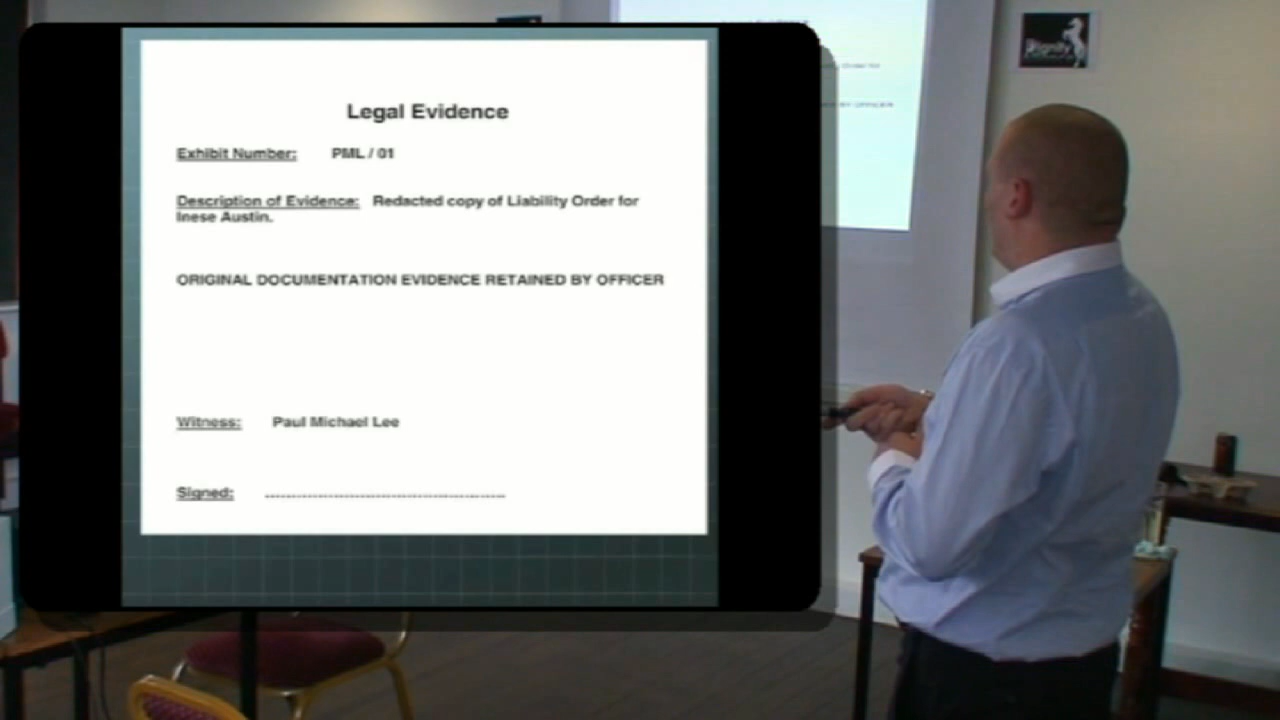 Legal Evidence
Exhibit Number: PML / 01
Description of Evidence: Redacted copy of Liability Order for
Inese Austin.
ORIGINAL DOCUMENTATION EVIDENCE RETAINED BY OFFICER
Witness: Paul Michael Lee
Signed: ................................................
Dignity